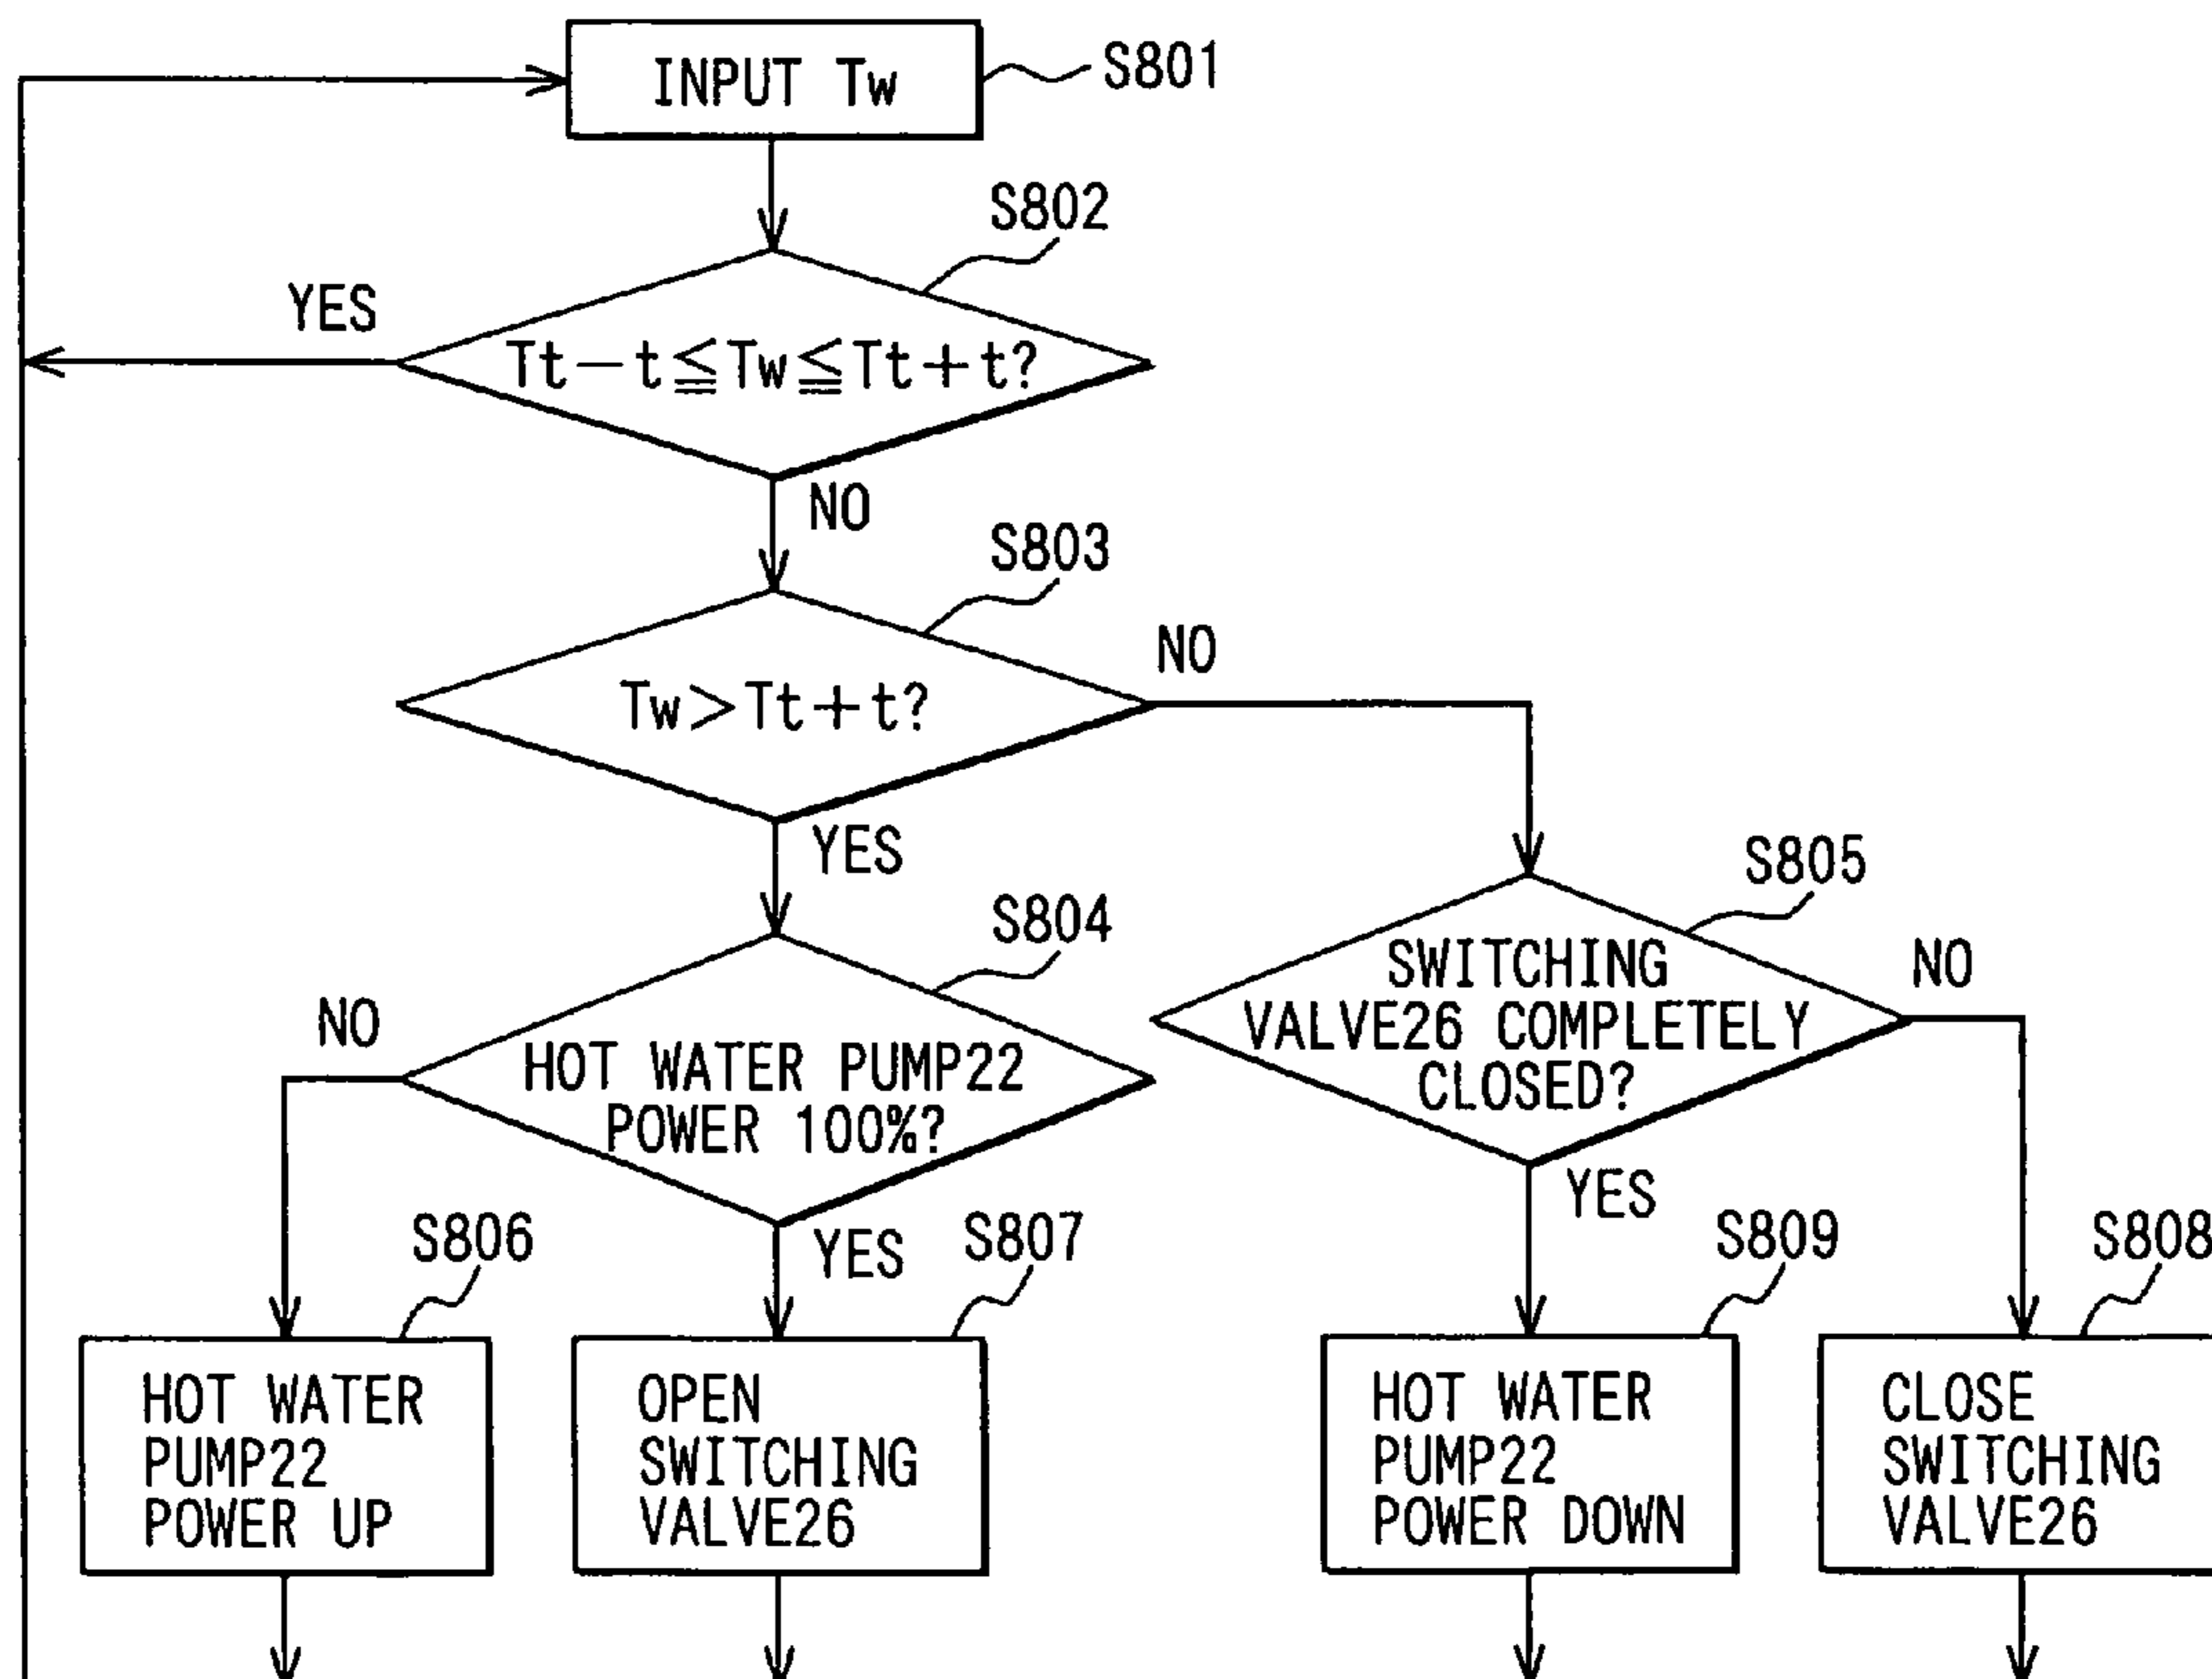 INPUT Tw
S801
S802
YES
Tt−t≦Tw≦Tt+t?
NO
S803
NO
Tw>Tt+t?
YES
S804
NO
HOT WATER PUMP22
POWER 100%?
YES
S805
SWITCHING
VALVE26 COMPLETELY
CLOSED?
NO
YES
S806
HOT WATER
PUMP22
POWER UP
S807
OPEN
SWITCHING
VALVE26
S809
HOT WATER
PUMP22
POWER DOWN
S808
CLOSE
SWITCHING
VALVE26